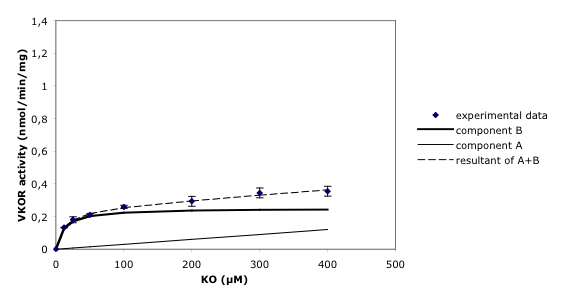 1,4
1,2
1
0,8
0,6
0,4
0,2
0
VKOR activity (nmol/min/mg)
0 100 200 300 400 500
KO (µM)
experimental data
component B
component A
resultant of A+B